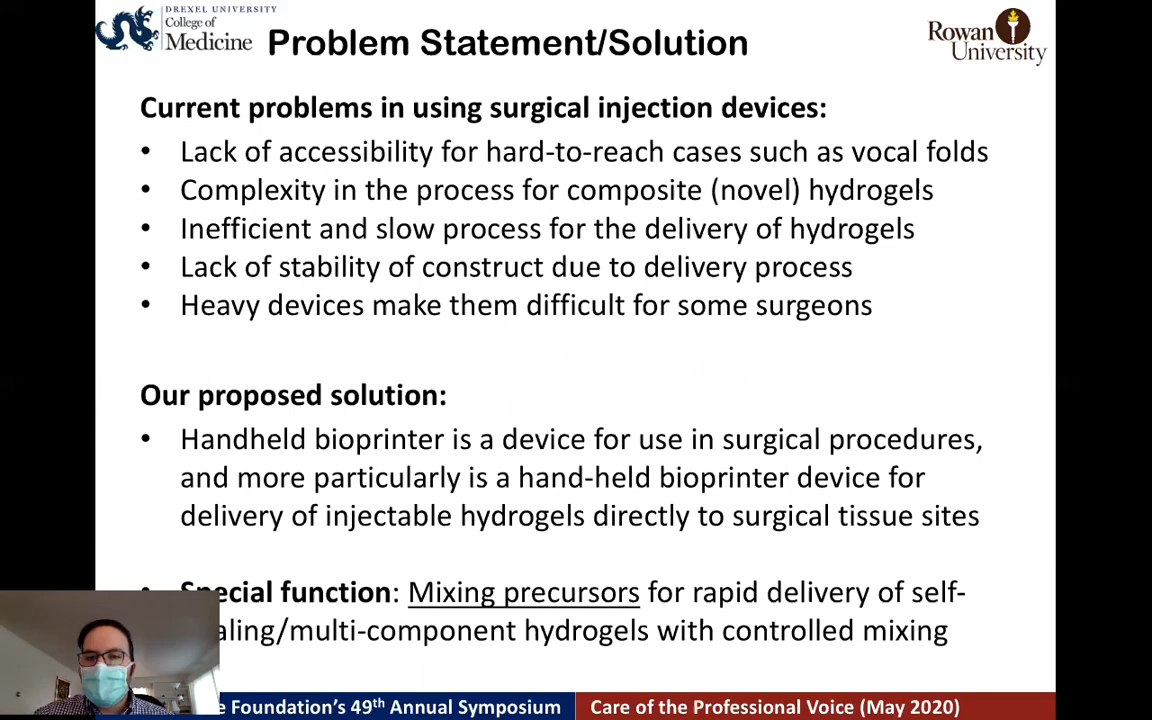 DREXEL UNIVERSITY
College of
Medicine
Problem Statement/Solution
Rowan
University
Current problems in using surgical injection devices:
• Lack of accessibility for hard-to-reach cases such as vocal folds
• Complexity in the process for composite (novel) hydrogels
• Inefficient and slow process for the delivery of hydrogels
• Lack of stability of construct due to delivery process
• Heavy devices make them difficult for some surgeons
Our proposed solution:
• Handheld bioprinter is a device for use in surgical procedures,
and more particularly is a hand-held bioprinter device for
delivery of injectable hydrogels directly to surgical tissue sites
• Special function: Mixing precursors for rapid delivery of self-
aling/multi-component hydrogels with controlled mixing
e Foundation's 49th Annual Symposium
Care of the Professional Voice (May 2020)